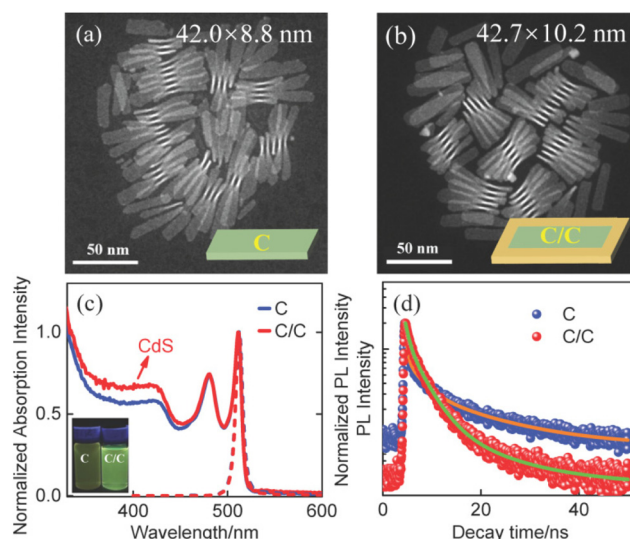 (a)
42.0×8.8 nm
C
50 nm
(b)
42.7×10.2 nm
C/C
50 nm
(c)
C
C/C
CdS
1.0
0.5
0.0
400
500
600
Normalized Absorption Intensity
Wavelength/nm
C
C/C
(d)
C
C/C
Normalized PL Intensity
PL Intensity
0
20
40
Decay time/ns